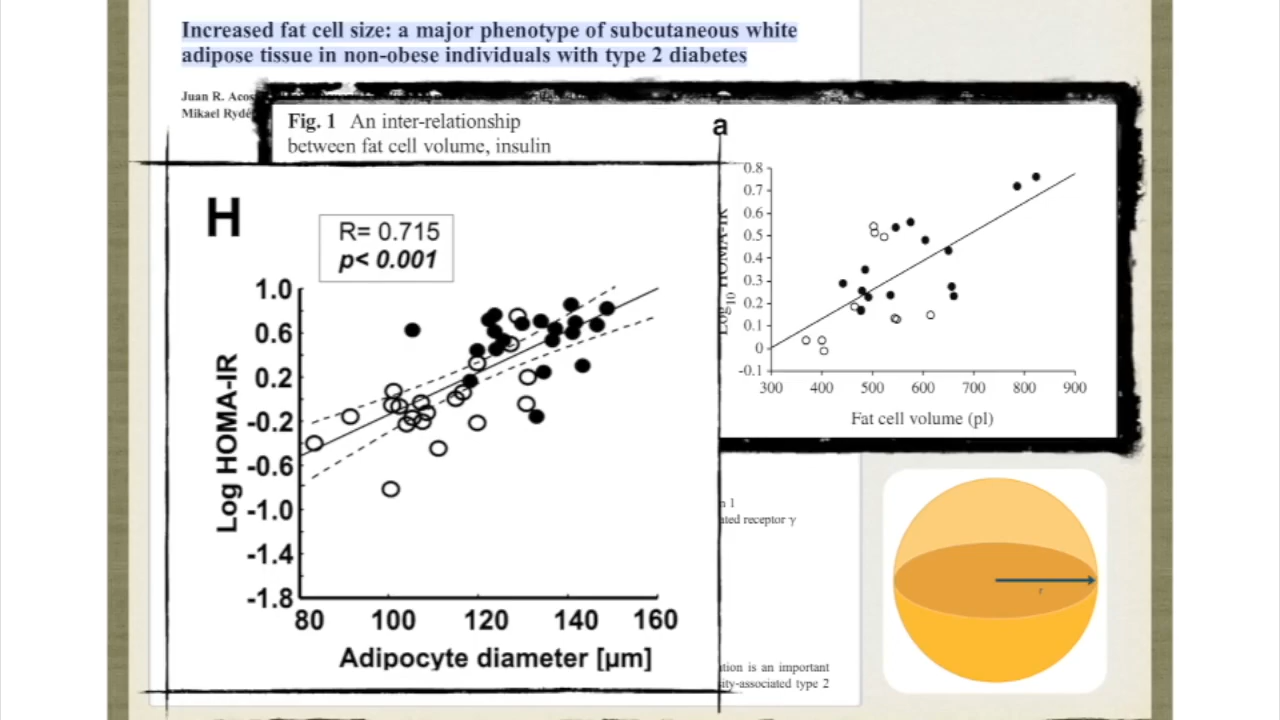 Increased fat cell size: a major phenotype of subcutaneous white
adipose tissue in non-obese individuals with type 2 diabetes
Juan R. Acos
Mikael Rydé
Fig. 1 An inter-relationship
between fat cell volume, insulin
H
R= 0.715
p< 0.001
1.0
0.6
0.2
-0.2
-0.6
-1.0
-1.4
-1.8
80 100 120 140 160
Log HOMA-IR
Adipocyte diameter [µm]
a
0.8
0.7
0.6
0.5
0.4
0.3
0.2
0.1
0
-0.1
300 400 500 600 700 800 900
Log10 HOMA-IR
Fat cell volume (pl)
n 1
ated receptor γ
r
ation is an important
sity-associated type 2